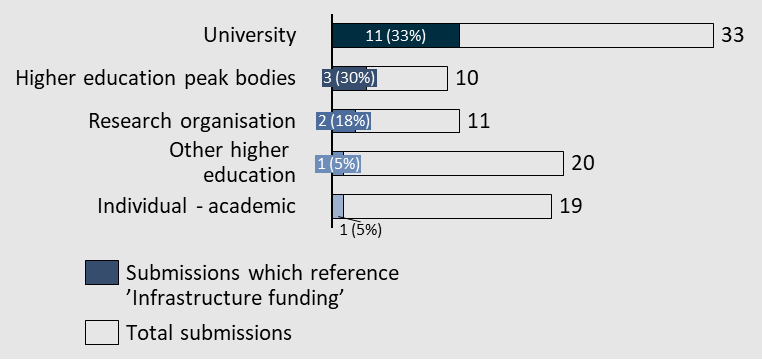 University 11 (33%) 33
Higher education peak bodies 3 (30%) 10
Research organisation 2 (18%) 11
Other higher
education 1 (5%) 20
Individual - academic 19
1 (5%)
Submissions which reference
’Infrastructure funding’
Total submissions